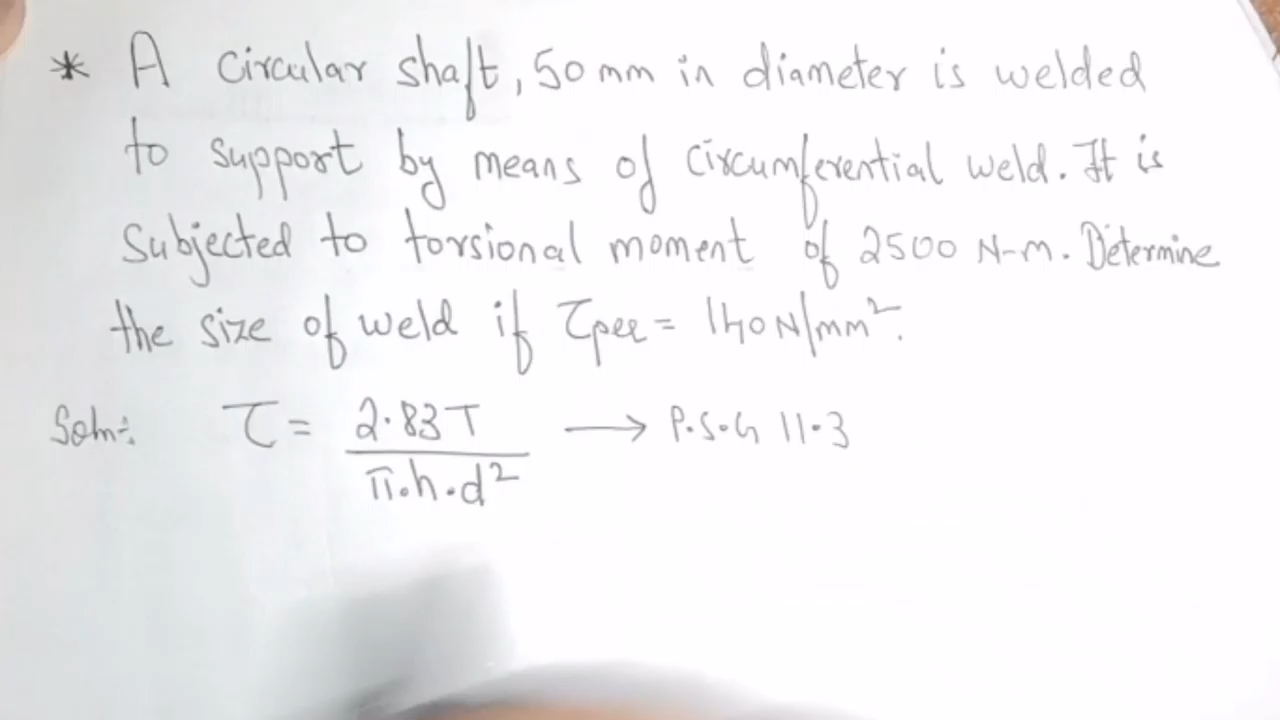 * A circular shaft, 50 mm in diameter is welded
to support by means of circumferential weld. It is
subjected to torsional moment of 2500 N-m. Determine
the size of weld if τper = 140 N/mm².
Soln:- τ = 2.83T / π.h.d² → P.S.G 11.3